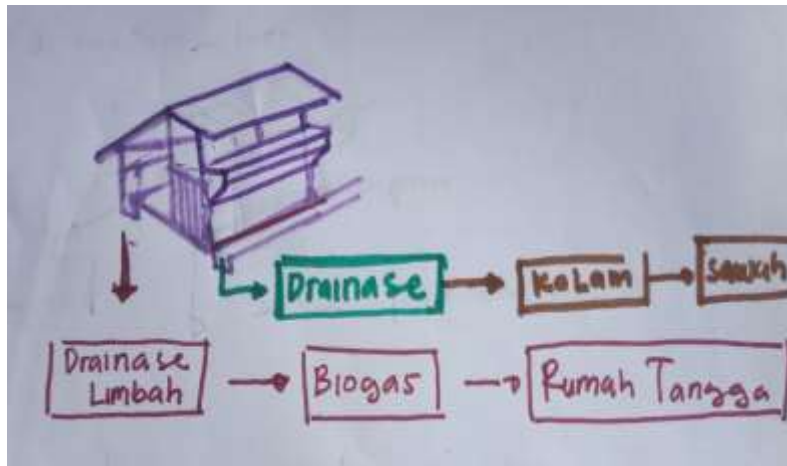 Drainase
Kolam
Sawah
Drainase
Limbah
Biogas
Rumah Tangga